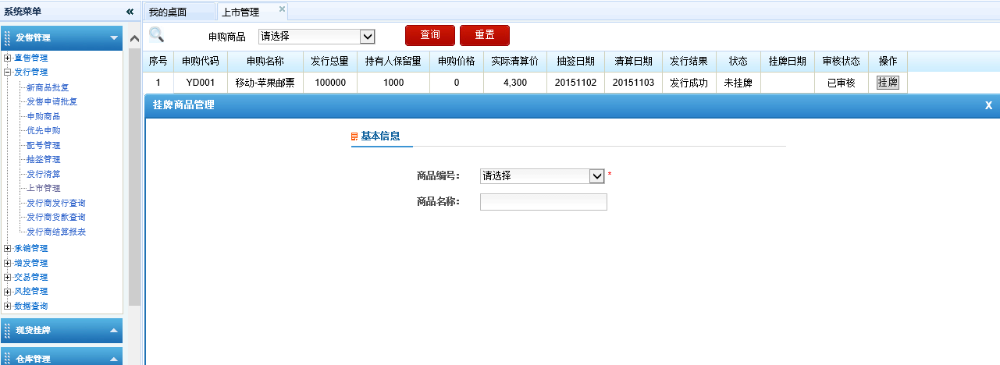 系统菜单 «
我的桌面 上市管理
发售管理
申购商品 请选择 查询 重置
直售管理
发行管理
新商品批复
发售申请批复
申购商品
优先申购
配号管理
抽签管理
发行清算
上市管理
发行商发行查询
发行商货款查询
发行商结算报表
承销管理
增发管理
交易管理
风控管理
数据查询
现货挂牌
仓库管理
序号 申购代码 申购名称 发行总量 持有人保留量 申购价格 实际清算价 抽签日期 清算日期 发行结果 状态 挂牌日期 审核状态 操作
1 YD001 移动-苹果邮票 100000 1000 0 4,300 20151102 20151103 发行成功 未挂牌 已审核 挂牌
挂牌商品管理 X
基本信息
商品编号: 请选择 *
商品名称: